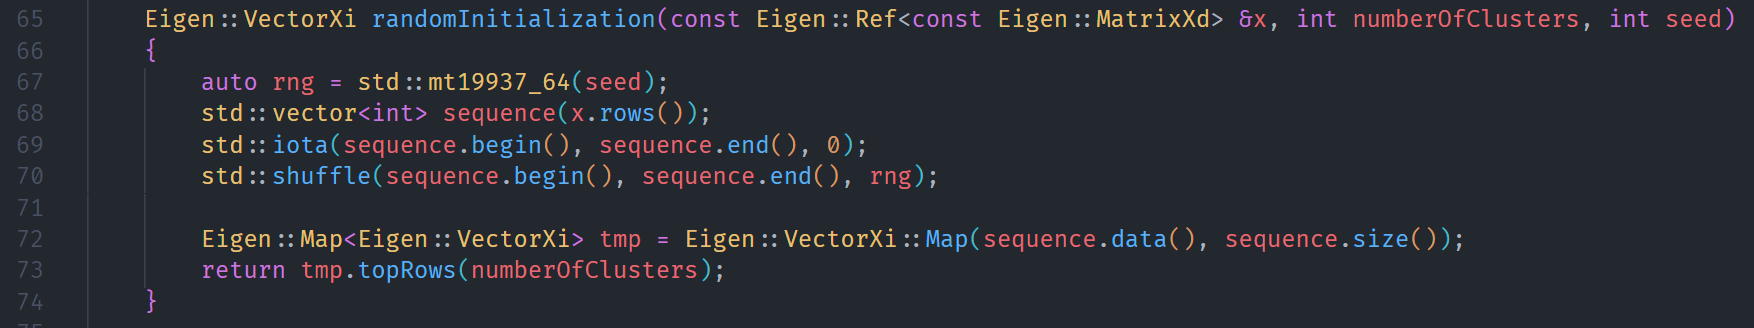 65 Eigen::VectorXi randomInitialization(const Eigen::Ref<const Eigen::MatrixXd> &x, int numberOfClusters, int seed)
66 {
67 auto rng = std::mt19937_64(seed);
68 std::vector<int> sequence(x.rows());
69 std::iota(sequence.begin(), sequence.end(), 0);
70 std::shuffle(sequence.begin(), sequence.end(), rng);
71
72 Eigen::Map<Eigen::VectorXi> tmp = Eigen::VectorXi::Map(sequence.data(), sequence.size());
73 return tmp.topRows(numberOfClusters);
74 }